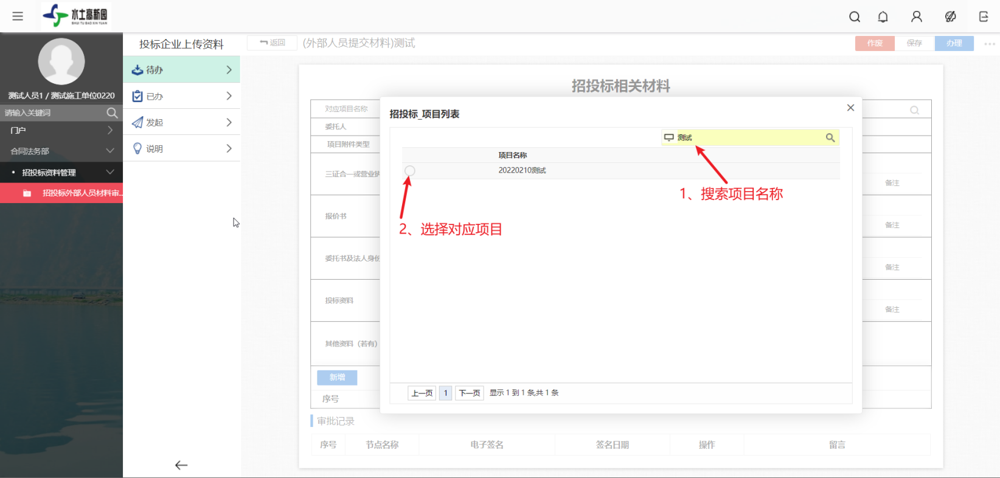 水土高新园
SHUI TU GAO XIN YUAN
测试人员1 / 测试施工单位0220
请输入关键词
门户
合同法务部
招投标资料管理
招投标外部人员材料审...
投标企业上传资料
待办
已办
发起
说明
返回
(外部人员提交材料)测试
作废
保存
办理
招投标相关材料
对应项目名称
委托人
项目附件类型
三证合一或营业执
备注
报价书
备注
委托书及法人身份
备注
投标资料
备注
其他资料（若有）
新增
序号
招投标_项目列表
测试
项目名称
20220210测试
1、搜索项目名称
2、选择对应项目
上一页 1 下一页 显示 1 到 1 条,共 1 条
审批记录
序号 节点名称 电子签名 签名日期 操作 留言